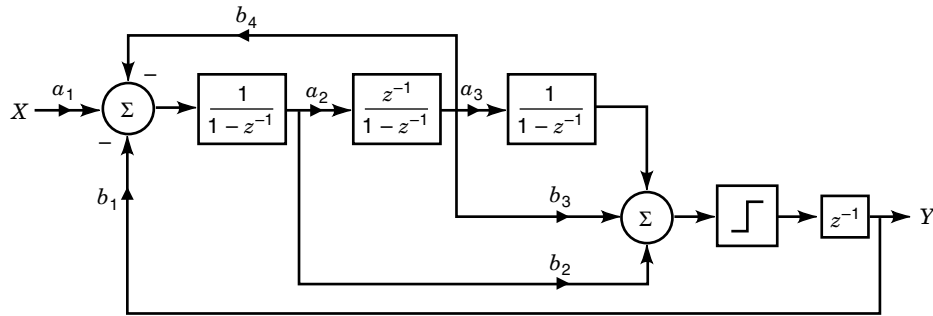 b₄
−
X a₁ Σ 1 / 1 – z⁻¹ a₂ z⁻¹ / 1 – z⁻¹ a₃ 1 / 1 – z⁻¹
−
b₁ b₃ Σ z⁻¹ Y
b₂